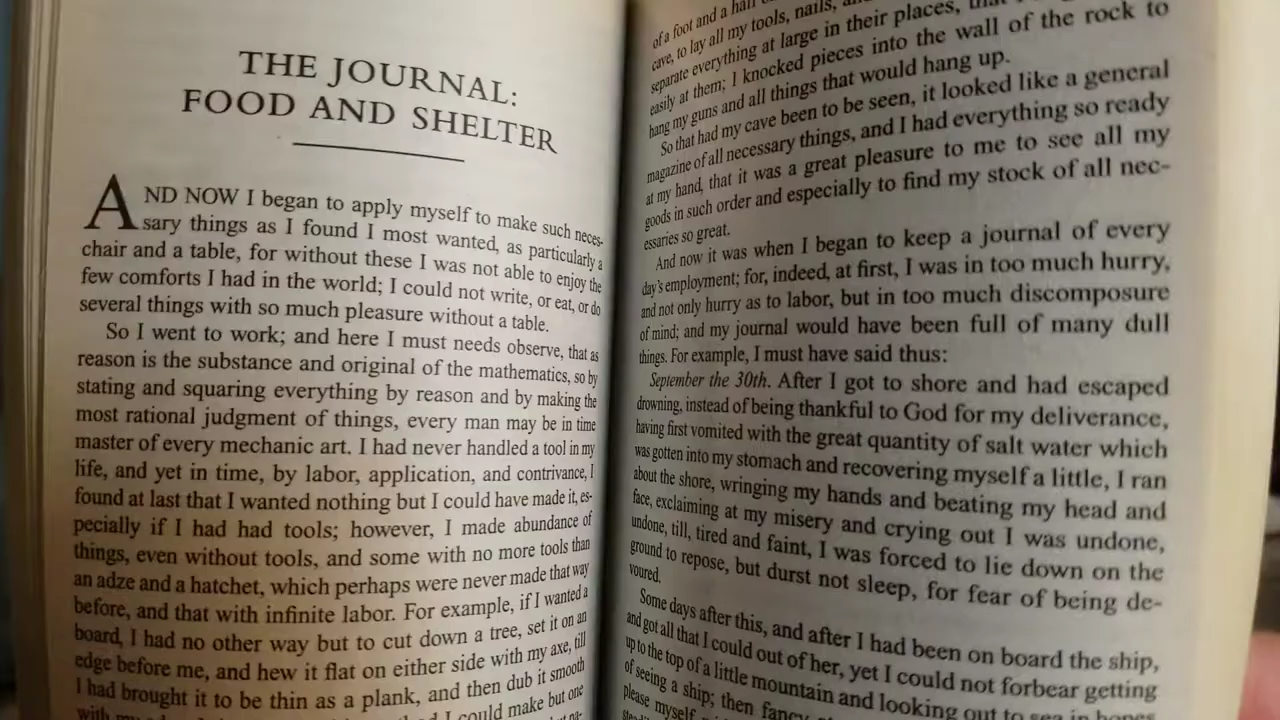 THE JOURNAL:
FOOD AND SHELTER
AND NOW I began to apply myself to make such neces-
sary things as I found I most wanted, as particularly a
chair and a table, for without these I was not able to enjoy the
few comforts I had in the world; I could not write, or eat, or do
several things with so much pleasure without a table.
So I went to work; and here I must needs observe, that as
reason is the substance and original of the mathematics, so by
stating and squaring everything by reason and by making the
most rational judgment of things, every man may be in time
master of every mechanic art. I had never handled a tool in my
life, and yet in time, by labor, application, and contrivance, I
found at last that I wanted nothing but I could have made it, es-
pecially if I had had tools; however, I made abundance of
things, even without tools, and some with no more tools than
an adze and a hatchet, which perhaps were never made that way
before, and that with infinite labor. For example, if I wanted a
board, I had no other way but to cut down a tree, set it on an
edge before me, and hew it flat on either side with my axe, till
I had brought it to be thin as a plank, and then dub it smooth
with my I could make but one
of a foot and a half
cave, to lay all my tools, nails, and
separate everything at large in their places, that I
easily at them; I knocked pieces into the wall of the rock to
hang my guns and all things that would hang up.
So that had my cave been to be seen, it looked like a general
magazine of all necessary things, and I had everything so ready
at my hand, that it was a great pleasure to me to see all my
goods in such order and especially to find my stock of all nec-
essaries so great.
And now it was when I began to keep a journal of every
day's employment; for, indeed, at first, I was in too much hurry,
and not only hurry as to labor, but in too much discomposure
of mind; and my journal would have been full of many dull
things. For example, I must have said thus:
September the 30th. After I got to shore and had escaped
drowning, instead of being thankful to God for my deliverance,
having first vomited with the great quantity of salt water which
was gotten into my stomach and recovering myself a little, I ran
about the shore, wringing my hands and beating my head and
face, exclaiming at my misery and crying out I was undone,
undone, till, tired and faint, I was forced to lie down on the
ground to repose, but durst not sleep, for fear of being de-
voured.
Some days after this, and after I had been on board the ship,
and got all that I could out of her, yet I could not forbear getting
up to the top of a little mountain and looking out to sea in hopes
of seeing a ship; then fancy
please myself